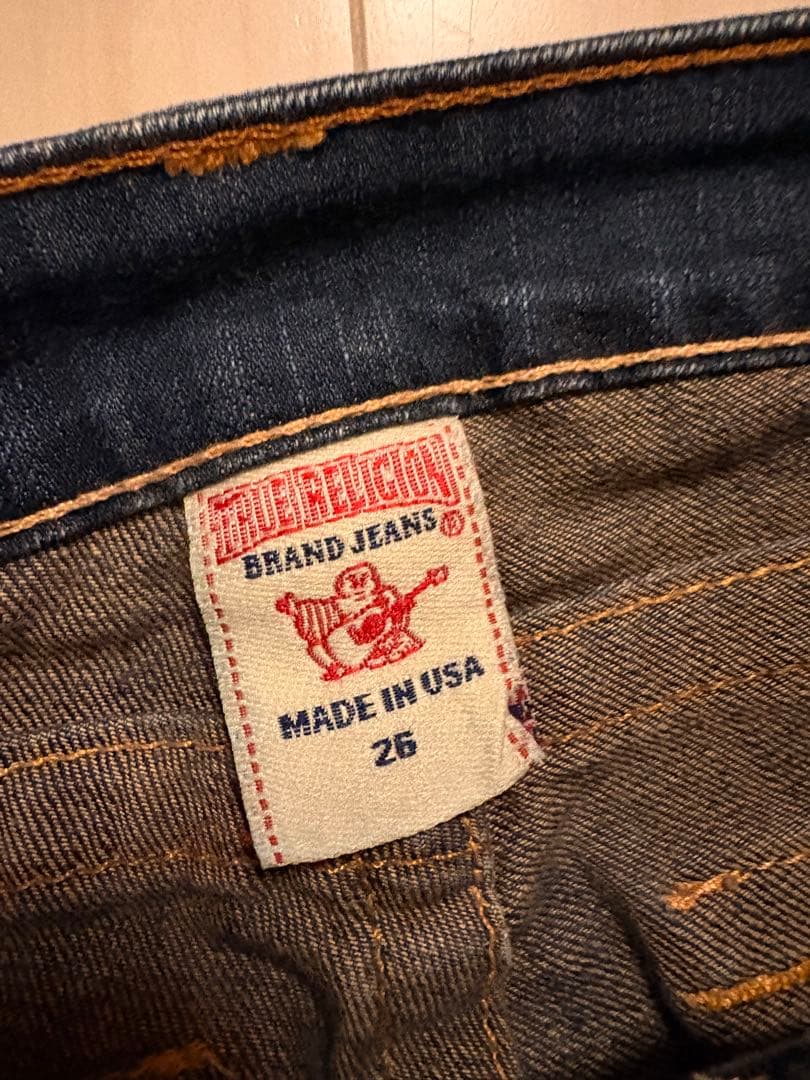 TRUE RELIGION
BRAND JEANS®
MADE IN USA
26